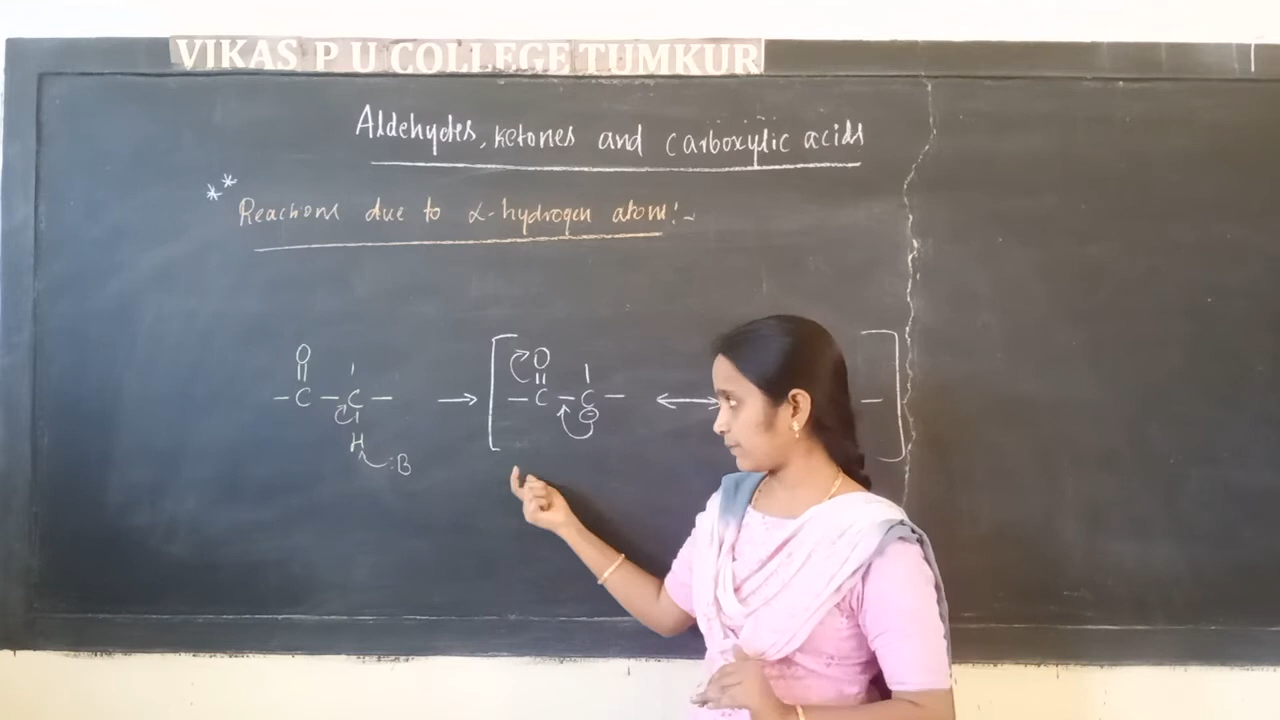 VIKAS P U COLLEGE TUMKUR
Aldehydes, ketones and carboxylic acids
** Reactions due to α-hydrogen atom:-
O O
- C - C - → [ - C - C - ↔ - ]
H ⊖
:B